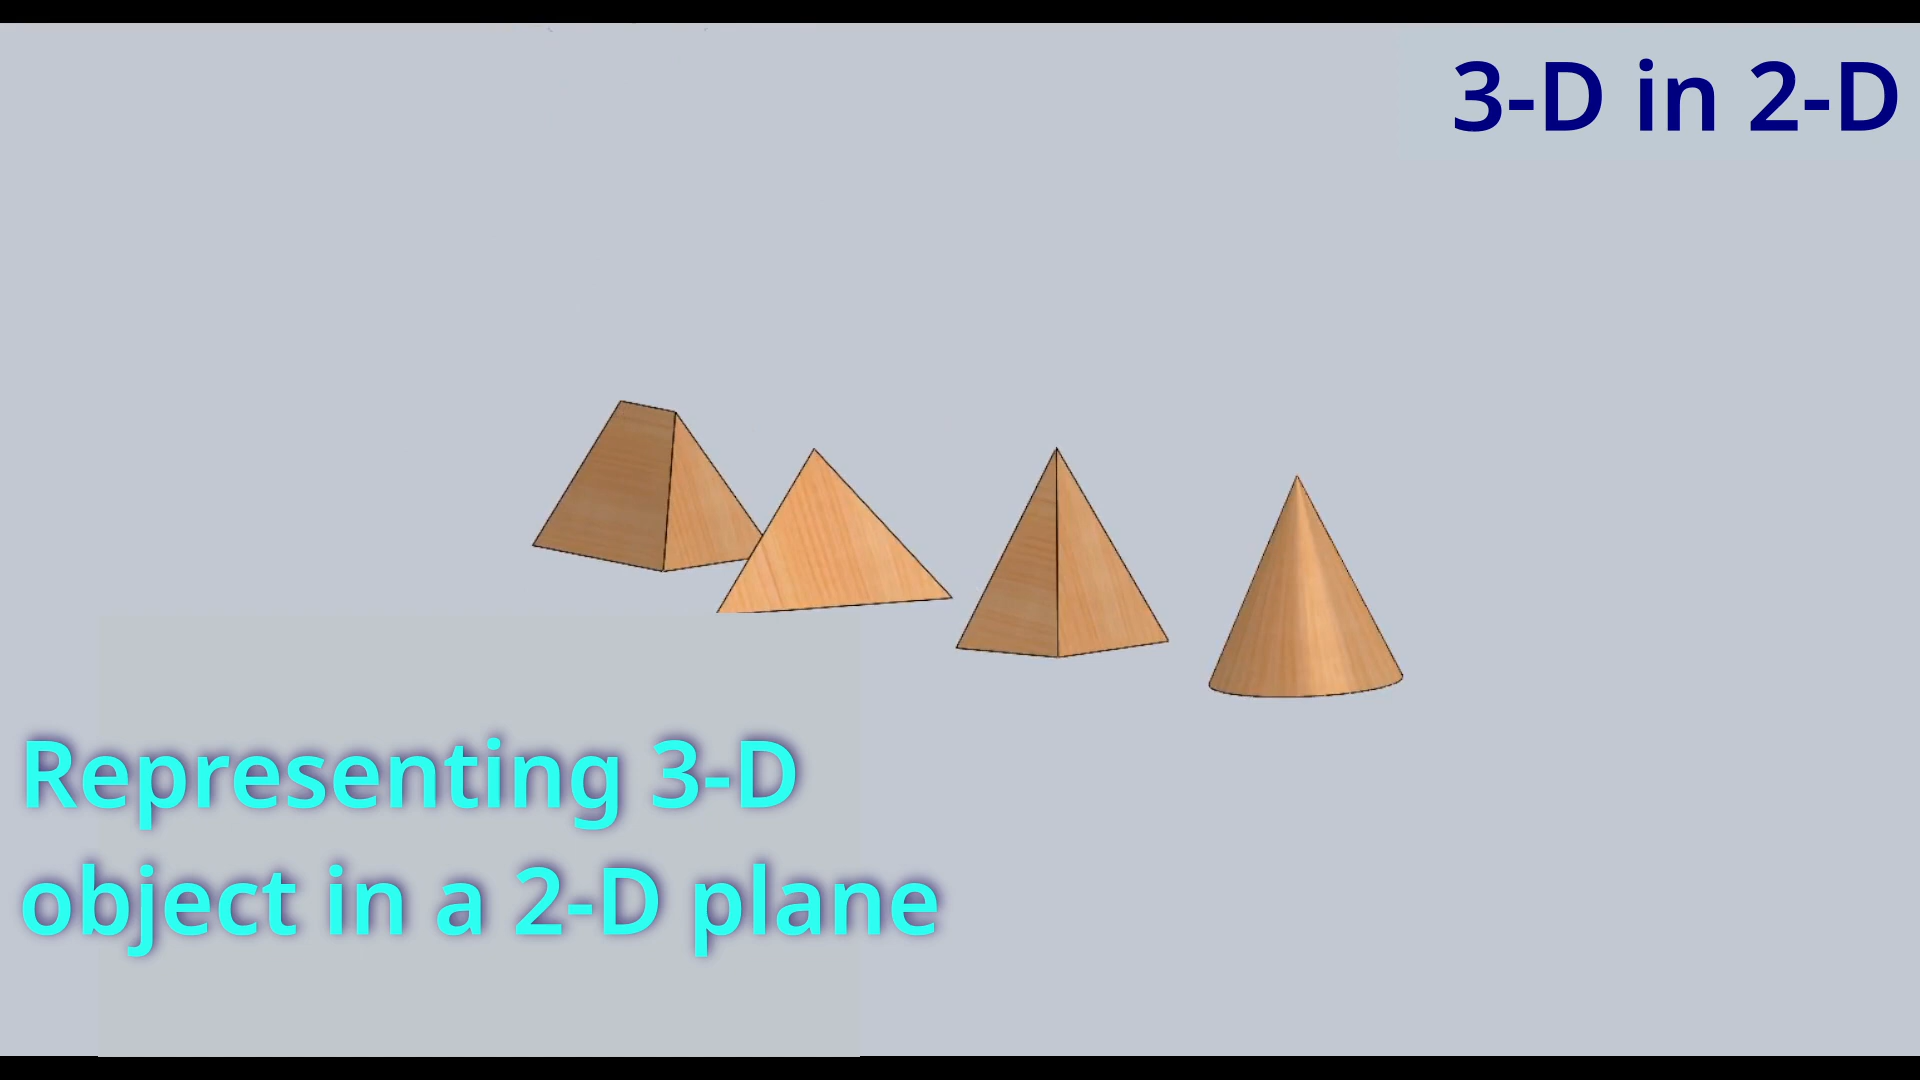 3-D in 2-D
Representing 3-D
object in a 2-D plane